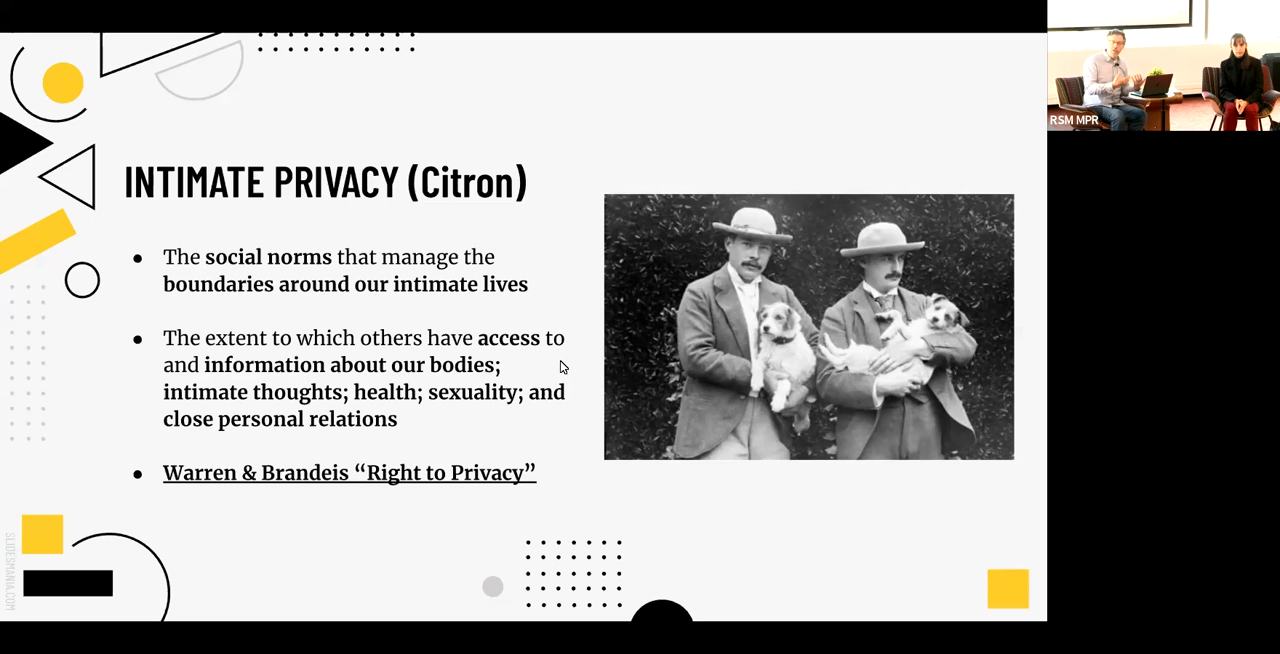 INTIMATE PRIVACY (Citron)
● The social norms that manage the
boundaries around our intimate lives
● The extent to which others have access to
and information about our bodies;
intimate thoughts; health; sexuality; and
close personal relations
● Warren & Brandeis “Right to Privacy”
SLIDESMANIA.COM
RSM MPR